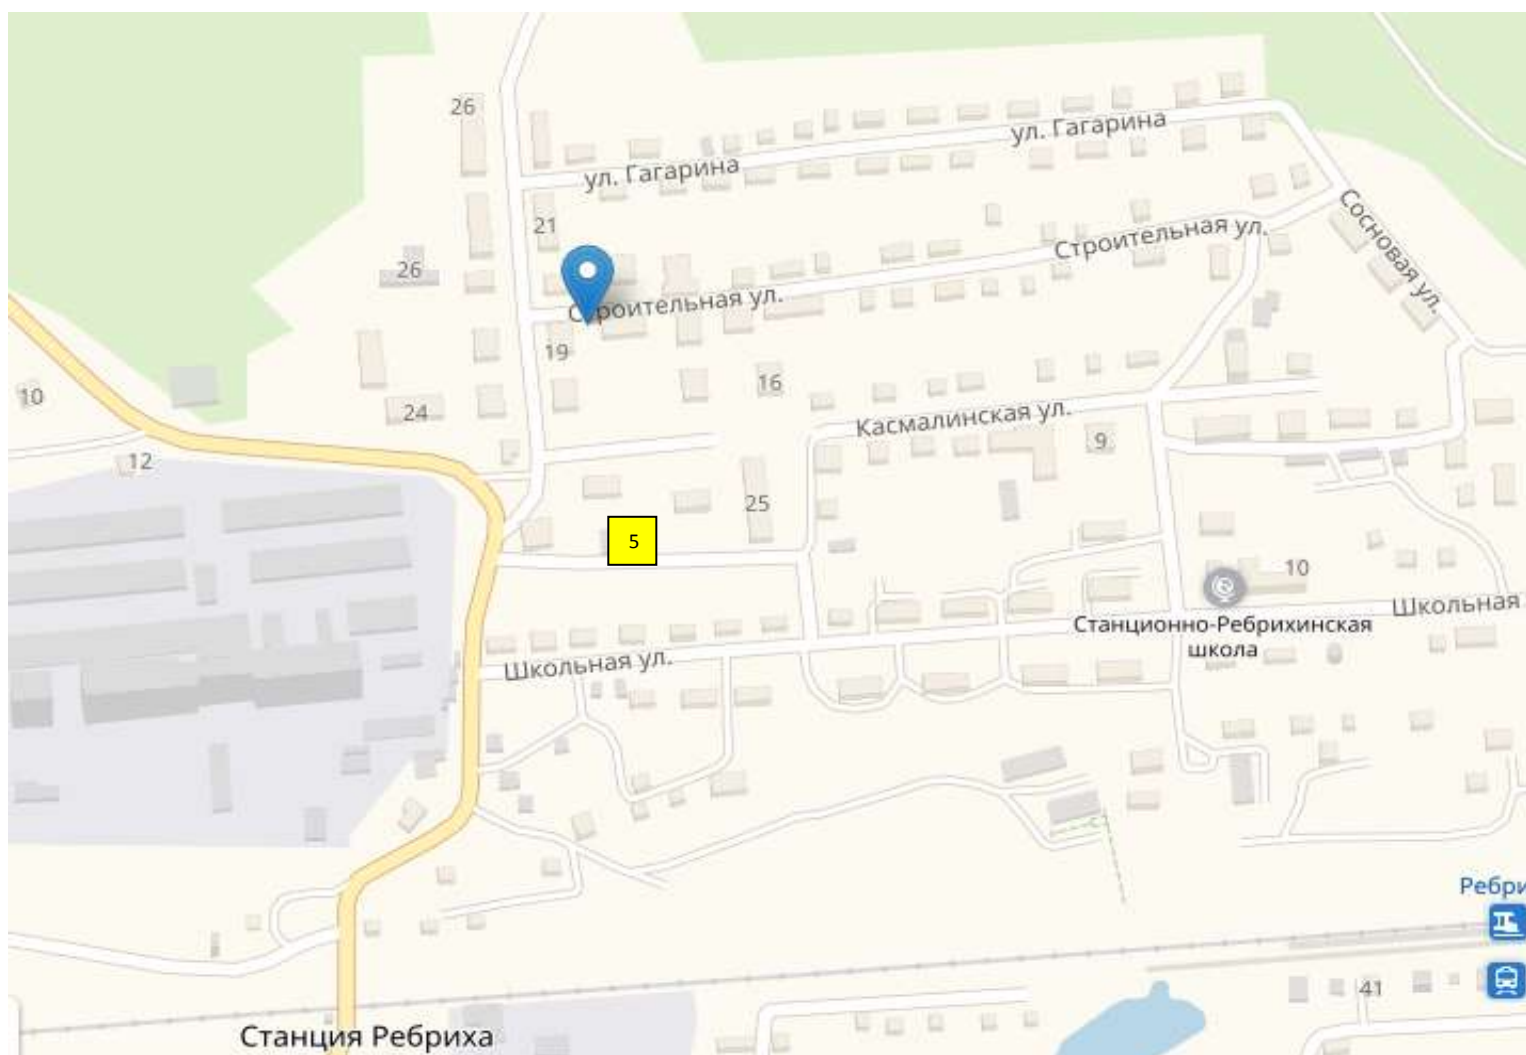 26
ул. Гагарина
ул. Гагарина
21
Сосновая ул.
Строительная ул.
26
Строительная ул.
19
16
10
24
Касмалинская ул.
9
12
25
5
10
Школьная
Станционно-Ребрихинская
школа
Школьная ул.
Ребри
41
Станция Ребриха